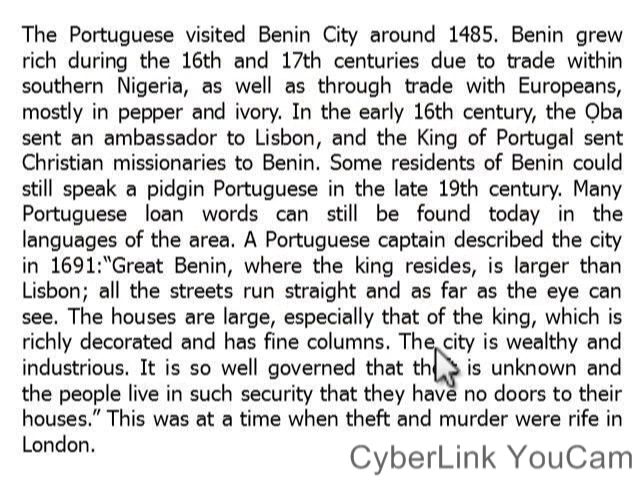 The Portuguese visited Benin City around 1485. Benin grew
rich during the 16th and 17th centuries due to trade within
southern Nigeria, as well as through trade with Europeans,
mostly in pepper and ivory. In the early 16th century, the Ọba
sent an ambassador to Lisbon, and the King of Portugal sent
Christian missionaries to Benin. Some residents of Benin could
still speak a pidgin Portuguese in the late 19th century. Many
Portuguese loan words can still be found today in the
languages of the area. A Portuguese captain described the city
in 1691:“Great Benin, where the king resides, is larger than
Lisbon; all the streets run straight and as far as the eye can
see. The houses are large, especially that of the king, which is
richly decorated and has fine columns. The city is wealthy and
industrious. It is so well governed that is unknown and
the people live in such security that they have no doors to their
houses.” This was at a time when theft and murder were rife in
London.
CyberLink YouCam